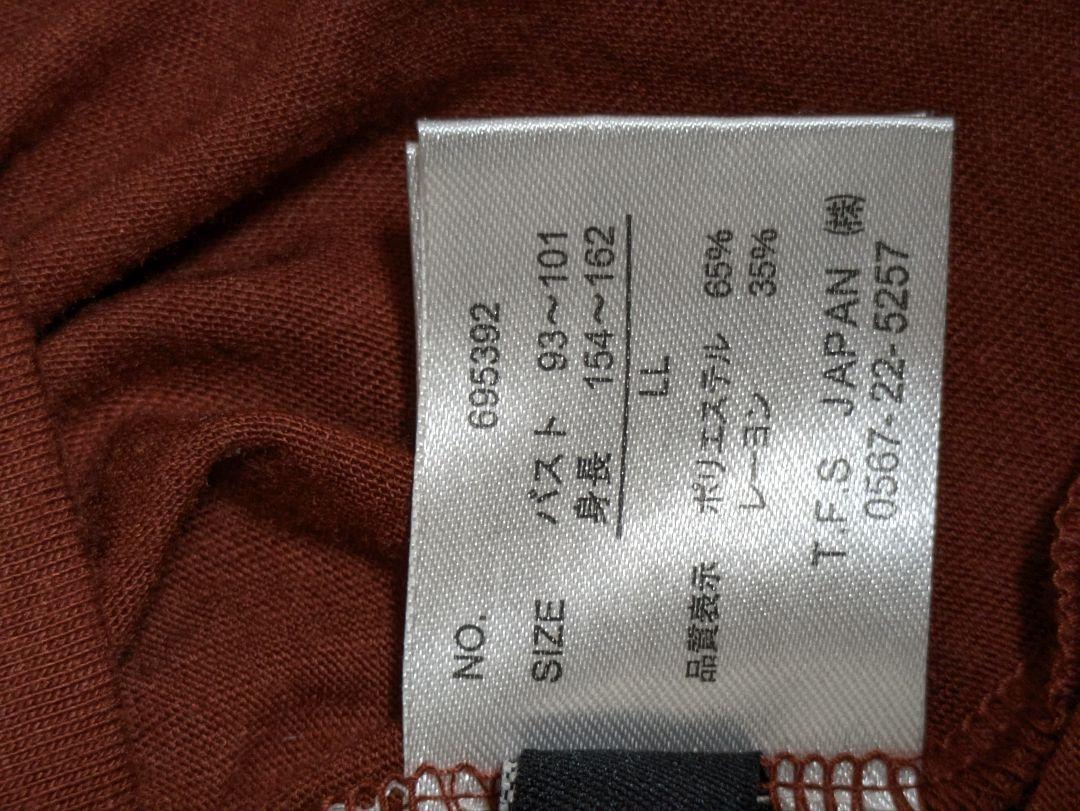 NO. 695392
SIZE バスト 93～101
身長 154～162
LL
品質表示 ポリエステル 65%
レーヨン 35%
T.F.S JAPAN ㈱
0567-22-5257